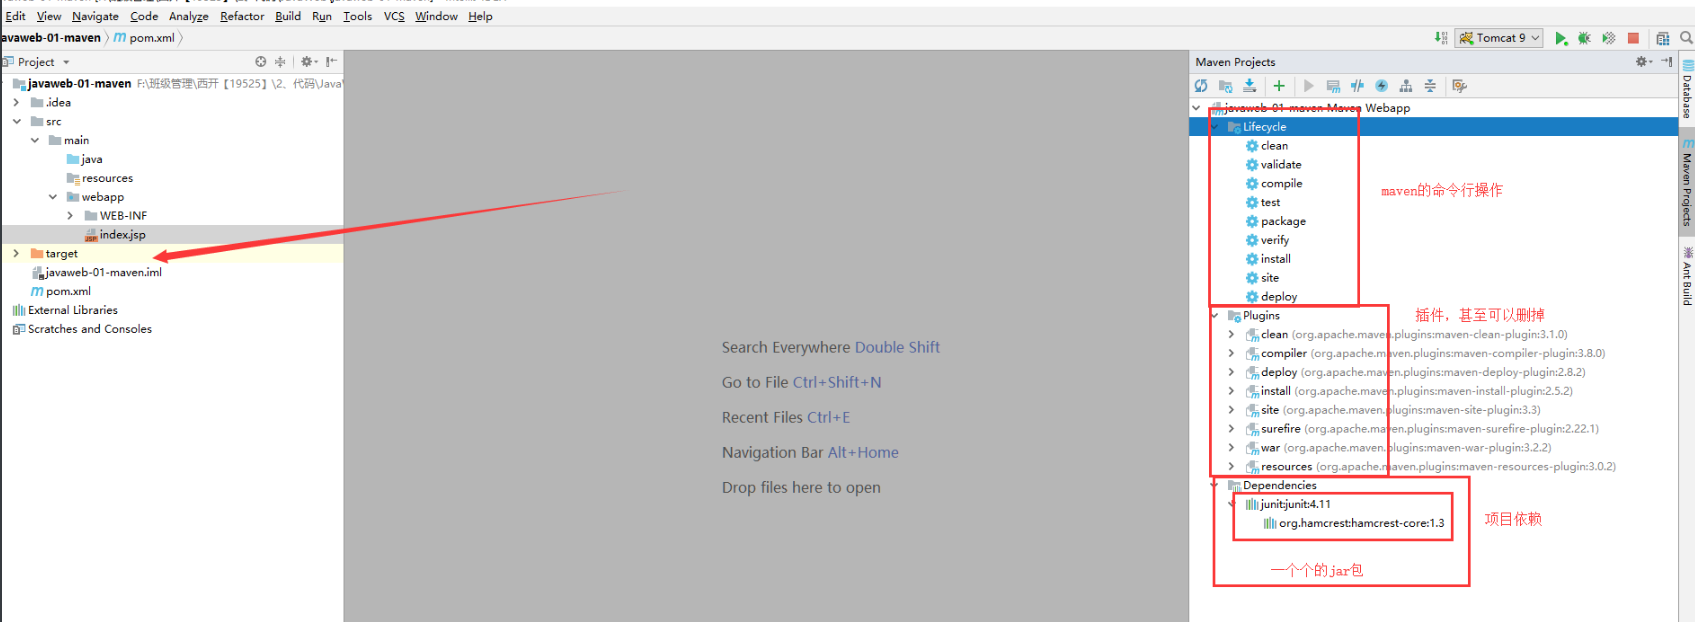 Edit View Navigate Code Analyze Refactor Build Run Tools VCS Window Help
avaweb-01-maven pom.xml
Tomcat 9
Project
javaweb-01-maven F:\班级管理\西开【19525】\2、代码\JavaW
.idea
src
main
java
resources
webapp
WEB-INF
index.jsp
target
javaweb-01-maven.iml
pom.xml
External Libraries
Scratches and Consoles
Search Everywhere Double Shift
Go to File Ctrl+Shift+N
Recent Files Ctrl+E
Navigation Bar Alt+Home
Drop files here to open
Maven Projects
javaweb-01-maven Maven Webapp
Lifecycle
clean
validate
compile
test
package
verify
install
site
deploy
maven的命令行操作
Plugins
插件，甚至可以删掉
clean (org.apache.maven.plugins:maven-clean-plugin:3.1.0)
compiler (org.apache.maven.plugins:maven-compiler-plugin:3.8.0)
deploy (org.apache.maven.plugins:maven-deploy-plugin:2.8.2)
install (org.apache.maven.plugins:maven-install-plugin:2.5.2)
site (org.apache.maven.plugins:maven-site-plugin:3.3)
surefire (org.apache.maven.plugins:maven-surefire-plugin:2.22.1)
war (org.apache.maven.plugins:maven-war-plugin:3.2.2)
resources (org.apache.maven.plugins:maven-resources-plugin:3.0.2)
Dependencies
junit:junit:4.11
org.hamcrest:hamcrest-core:1.3
项目依赖
一个个的jar包
Database
Maven Projects
Ant Build